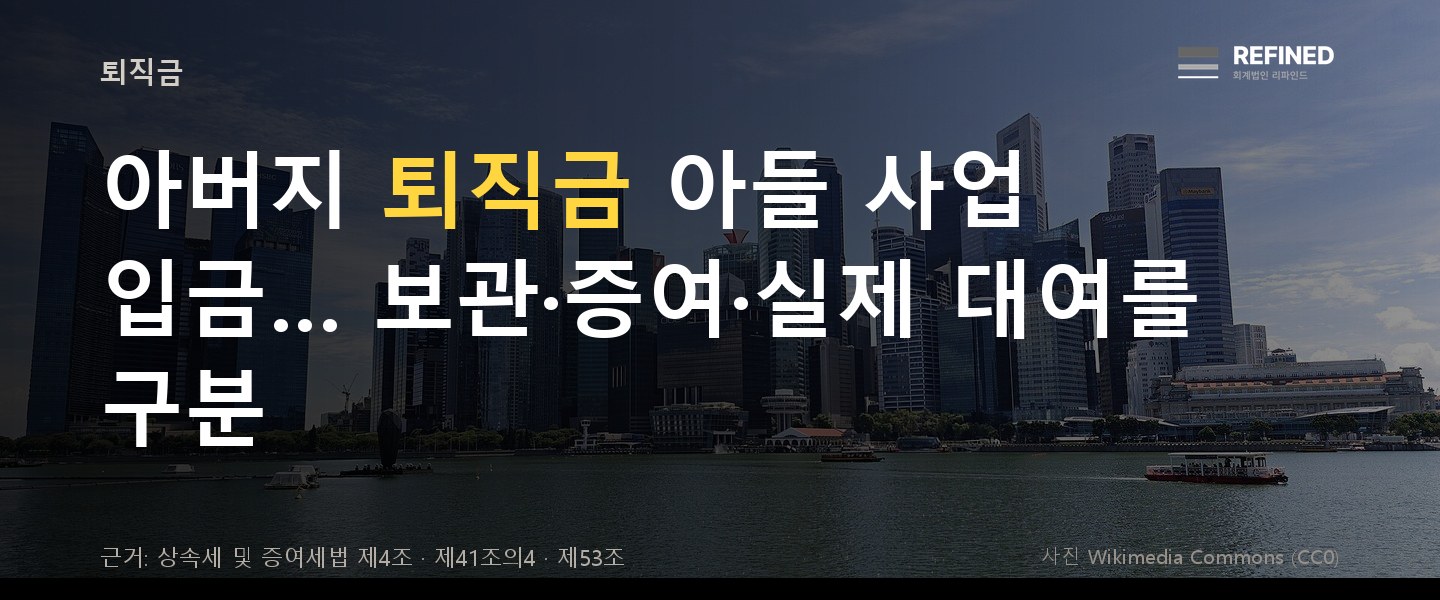 퇴직금
REFINED
회계법인 리파인드
아버지 퇴직금 아들 사업
입금... 보관·증여·실제 대여를
구분
근거: 상속세 및 증여세법 제4조 · 제41조의4 · 제53조
사진 Wikimedia Commons (CC0)